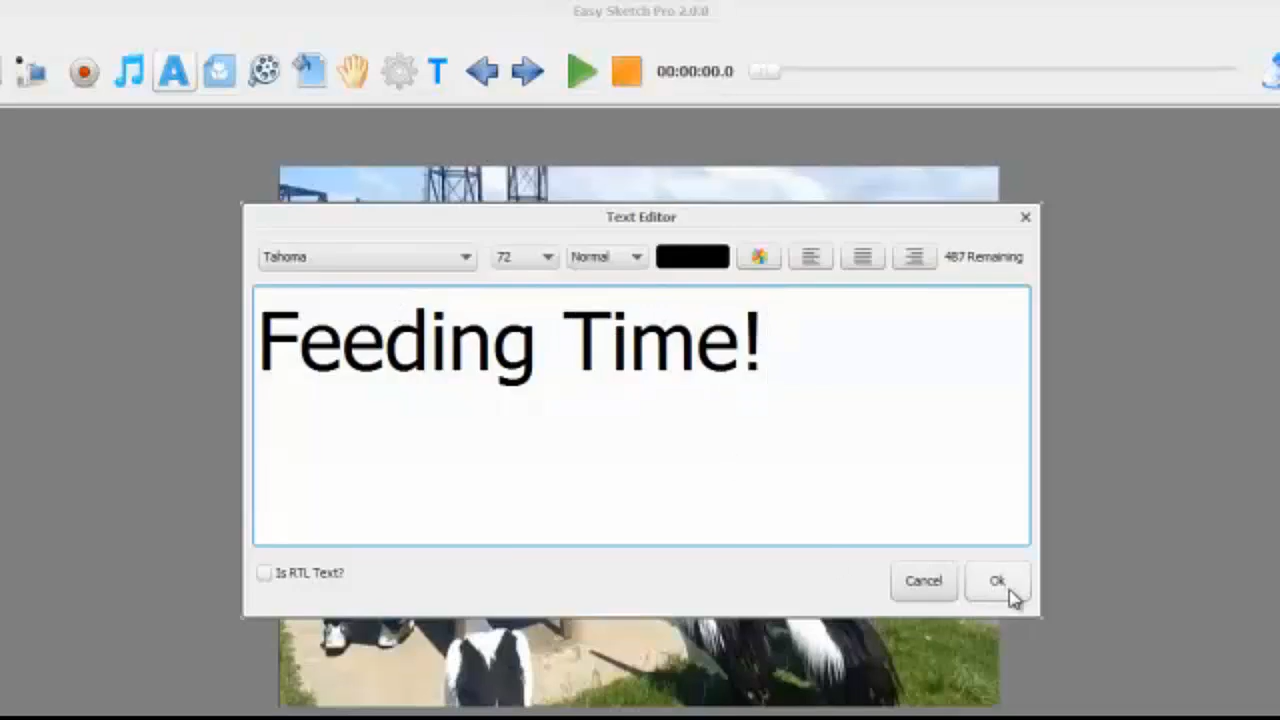 Easy Sketch Pro 2.0.0
A
T
00:00:00.0
Text Editor
Tahoma
72
Normal
487 Remaining
Feeding Time!
Is RTL Text?
Cancel
Ok